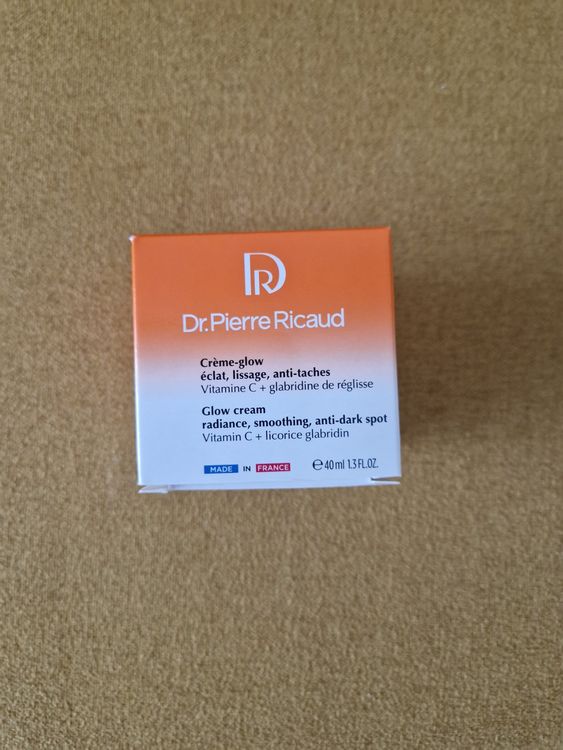 DR
Dr.Pierre Ricaud
Crème-glow
éclat, lissage, anti-taches
Vitamine C + glabridine de réglisse
Glow cream
radiance, smoothing, anti-dark spot
Vitamin C + licorice glabridin
MADE IN FRANCE ℮ 40 ml 1.3 FL.OZ.